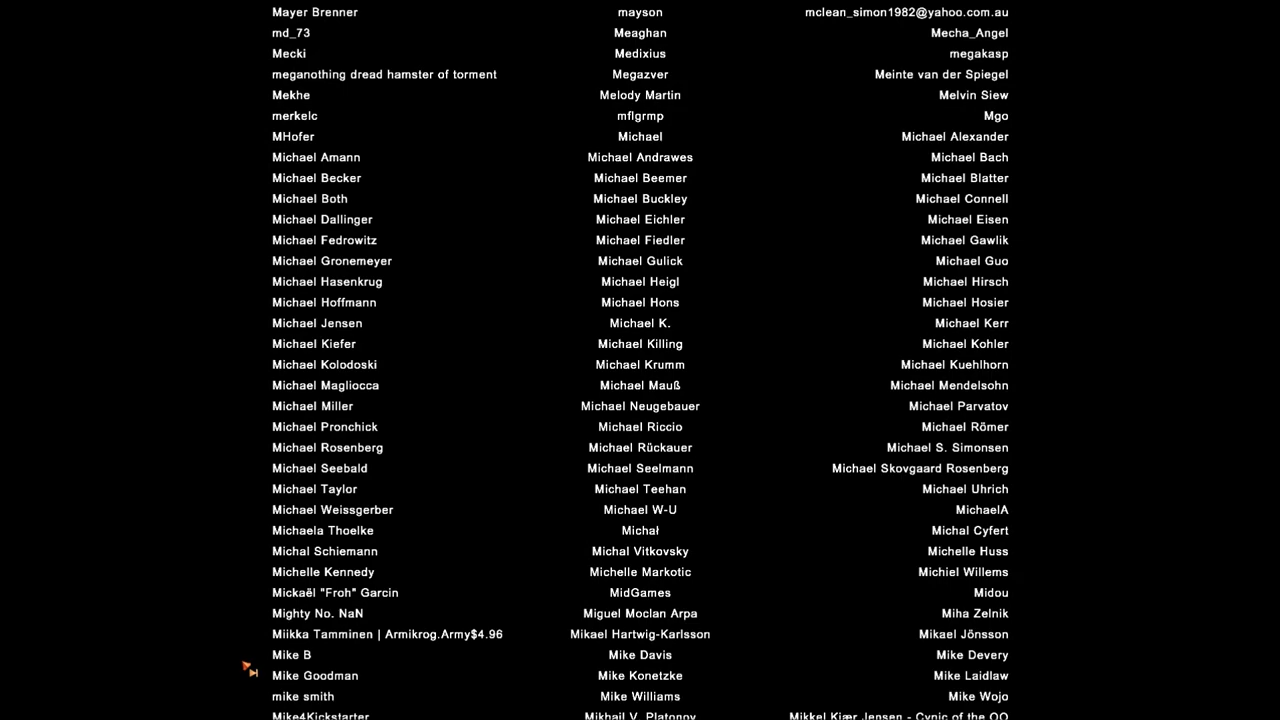 Mayer Brenner mayson mclean_simon1982@yahoo.com.au
md_73 Meaghan Mecha_Angel
Mecki Medixius megakasp
meganothing dread hamster of torment Megazver Meinte van der Spiegel
Mekhe Melody Martin Melvin Siew
merkelc mflgrmp Mgo
MHofer Michael Michael Alexander
Michael Amann Michael Andrawes Michael Bach
Michael Becker Michael Beemer Michael Blatter
Michael Both Michael Buckley Michael Connell
Michael Dallinger Michael Eichler Michael Eisen
Michael Fedrowitz Michael Fiedler Michael Gawlik
Michael Gronemeyer Michael Gulick Michael Guo
Michael Hasenkrug Michael Heigl Michael Hirsch
Michael Hoffmann Michael Hons Michael Hosier
Michael Jensen Michael K. Michael Kerr
Michael Kiefer Michael Killing Michael Kohler
Michael Kolodoski Michael Krumm Michael Kuehlhorn
Michael Magliocca Michael Mauß Michael Mendelsohn
Michael Miller Michael Neugebauer Michael Parvatov
Michael Pronchick Michael Riccio Michael Römer
Michael Rosenberg Michael Rückauer Michael S. Simonsen
Michael Seebald Michael Seelmann Michael Skovgaard Rosenberg
Michael Taylor Michael Teehan Michael Uhrich
Michael Weissgerber Michael W-U MichaelA
Michaela Thoelke Michał Michal Cyfert
Michal Schiemann Michal Vitkovsky Michelle Huss
Michelle Kennedy Michelle Markotic Michiel Willems
Mickaël "Froh" Garcin MidGames Midou
Mighty No. NaN Miguel Moclan Arpa Miha Zelnik
Miikka Tamminen | Armikrog.Army$4.96 Mikael Hartwig-Karlsson Mikael Jönsson
Mike B Mike Davis Mike Devery
Mike Goodman Mike Konetzke Mike Laidlaw
mike smith Mike Williams Mike Wojo
Mike4Kickstarter Mikhail V. Platonov Mikkel Kjær Jensen - Cynic of the OO